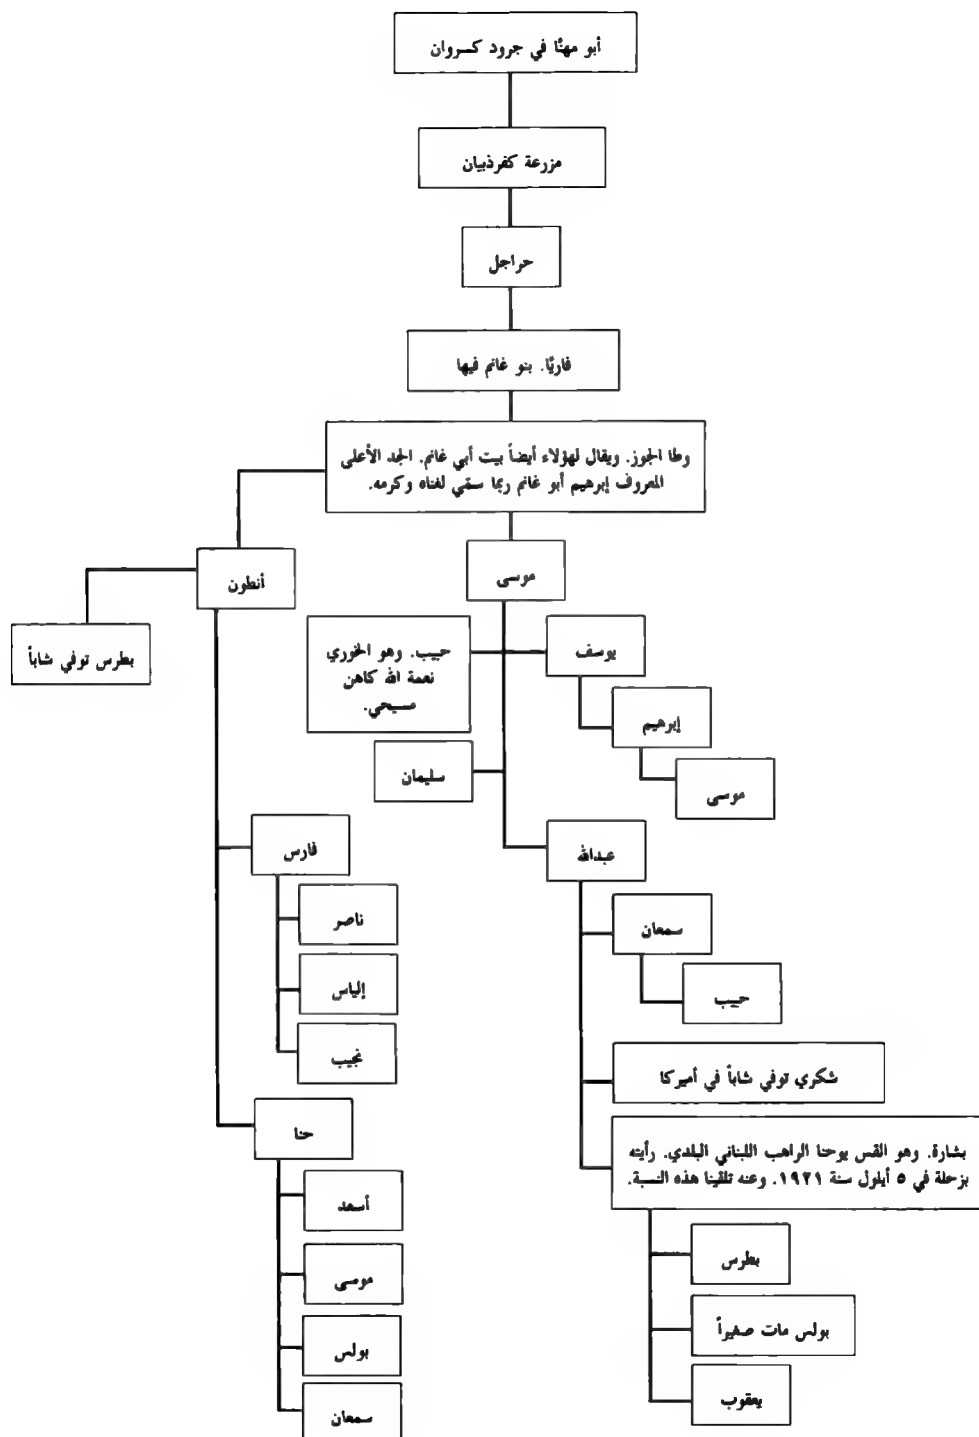 أبو مهنّا في جرود كسروان
مزرعة كفرذبيان
حراجل
فاريّا. بنو غانم فيها
وطا الجوز. ويقال لهؤلاء أيضاً بيت أبي غانم. الجد الأعلى
المعروف إبرهيم أبو غانم ربما سمّي لغناه وكرمه.
موسى
أنطون
بطرس توفي شاباً
يوسف
حبيب. وهو الخوري
نعمة الله كاهن
مسيحي.
إبرهيم
موسى
سليمان
عبدالله
فارس
ناصر
إلياس
نجيب
سمعان
حبيب
شكري توفي شاباً في أميركا
بشارة. وهو القس يوحنا الراهب اللبناني البلدي. رأيته
بزحلة في ٥ أيلول سنة ١٩٢١. وعنه تلقينا هذه النسبة.
حنا
أسعد
موسى
بولس
سمعان
بطرس
بولس مات صغيراً
يعقوب